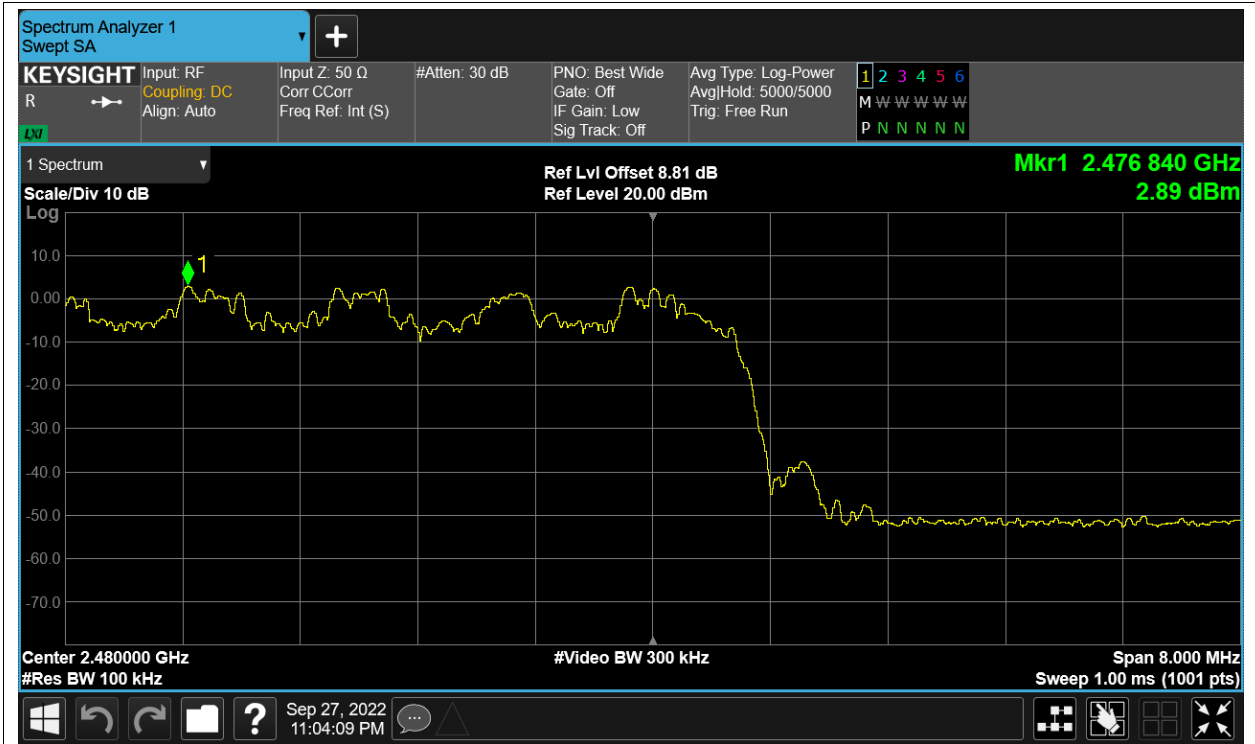 Spectrum Analyzer 1
Swept SA
KEYSIGHT
R
LXI
Input: RF
Coupling: DC
Align: Auto
Input Z: 50 Ω
Corr CCorr
Freq Ref: Int (S)
#Atten: 30 dB
PNO: Best Wide
Gate: Off
IF Gain: Low
Sig Track: Off
Avg Type: Log-Power
Avg|Hold: 5000/5000
Trig: Free Run
1 2 3 4 5 6
M W W W W W
P N N N N N
1 Spectrum
Scale/Div 10 dB
Log
Ref Lvl Offset 8.81 dB
Ref Level 20.00 dBm
Mkr1 2.476 840 GHz
2.89 dBm
1
10.0
0.00
-10.0
-20.0
-30.0
-40.0
-50.0
-60.0
-70.0
Center 2.480000 GHz
#Res BW 100 kHz
#Video BW 300 kHz
Span 8.000 MHz
Sweep 1.00 ms (1001 pts)
?
Sep 27, 2022
11:04:09 PM